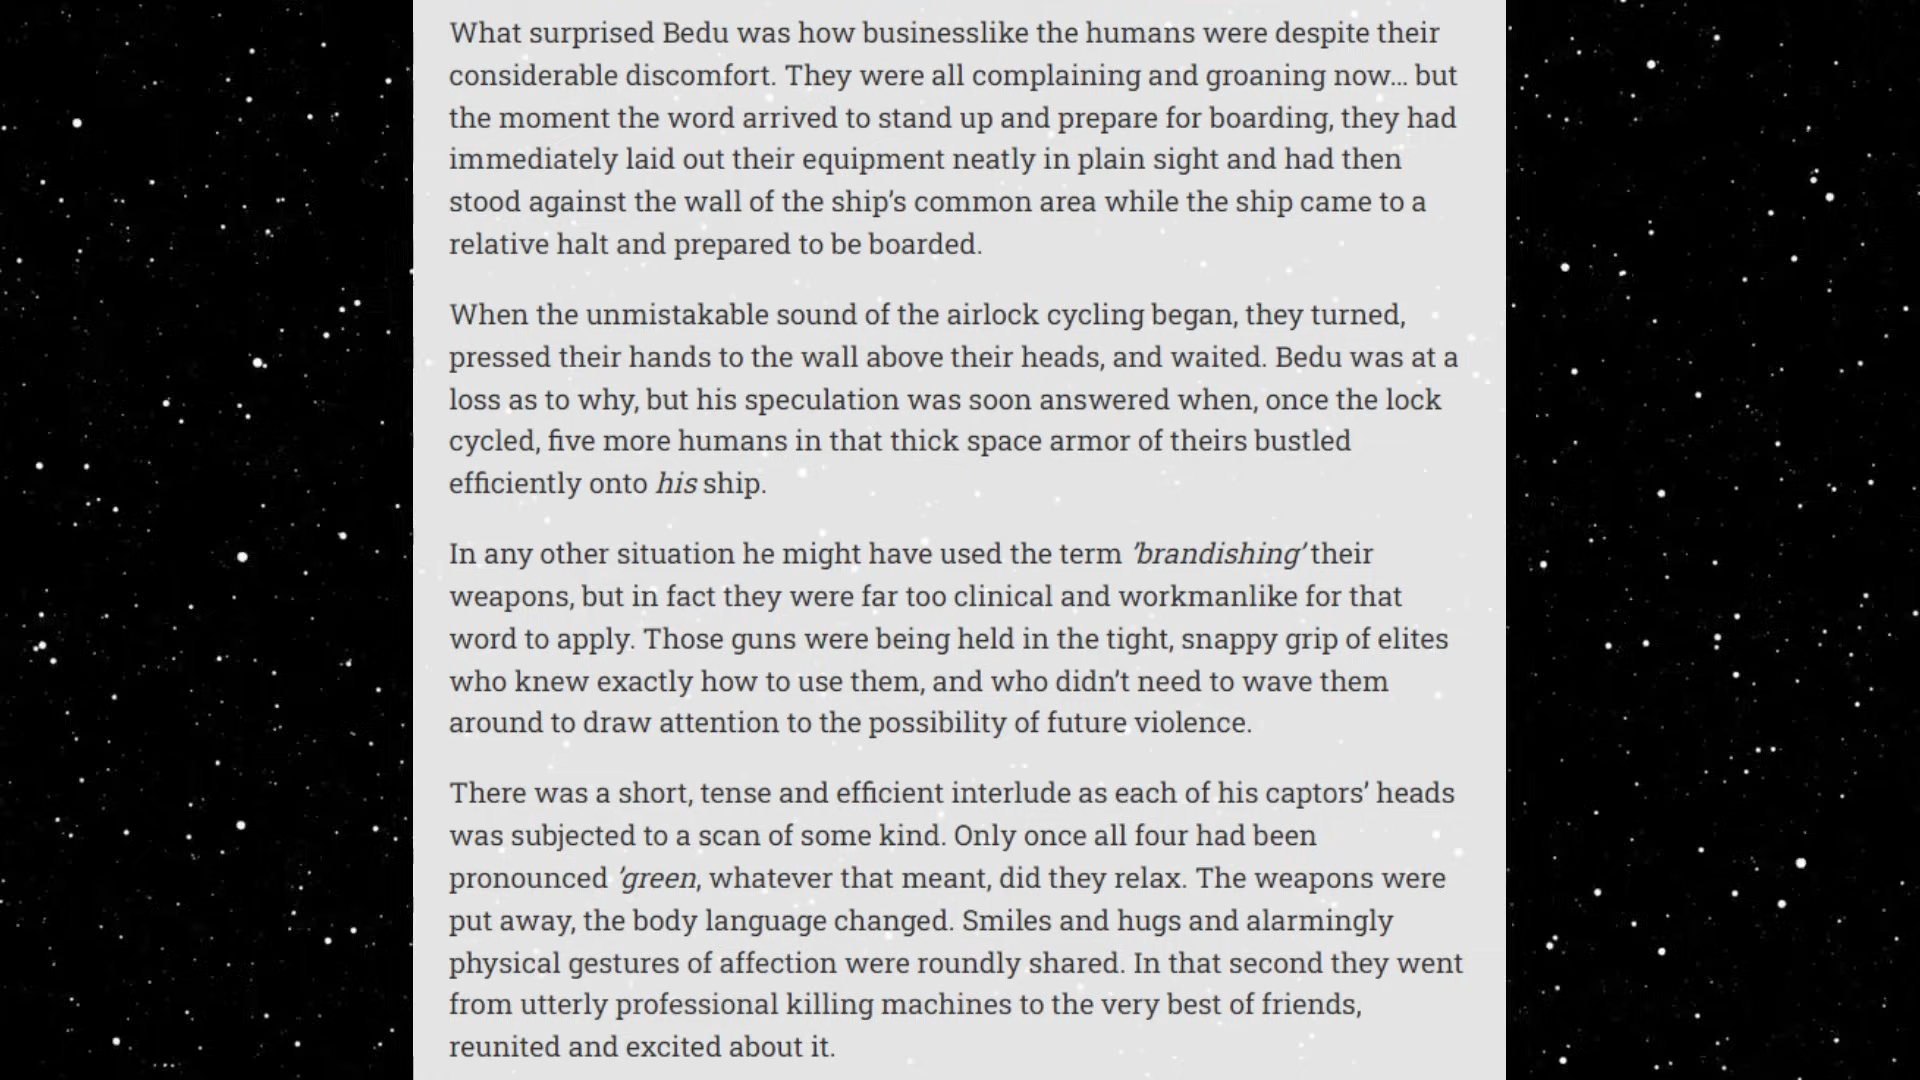 What surprised Bedu was how businesslike the humans were despite their
considerable discomfort. They were all complaining and groaning now… but
the moment the word arrived to stand up and prepare for boarding, they had
immediately laid out their equipment neatly in plain sight and had then
stood against the wall of the ship’s common area while the ship came to a
relative halt and prepared to be boarded.
When the unmistakable sound of the airlock cycling began, they turned,
pressed their hands to the wall above their heads, and waited. Bedu was at a
loss as to why, but his speculation was soon answered when, once the lock
cycled, five more humans in that thick space armor of theirs bustled
efficiently onto his ship.
In any other situation he might have used the term ’brandishing’ their
weapons, but in fact they were far too clinical and workmanlike for that
word to apply. Those guns were being held in the tight, snappy grip of elites
who knew exactly how to use them, and who didn’t need to wave them
around to draw attention to the possibility of future violence.
There was a short, tense and efficient interlude as each of his captors’ heads
was subjected to a scan of some kind. Only once all four had been
pronounced ’green, whatever that meant, did they relax. The weapons were
put away, the body language changed. Smiles and hugs and alarmingly
physical gestures of affection were roundly shared. In that second they went
from utterly professional killing machines to the very best of friends,
reunited and excited about it.